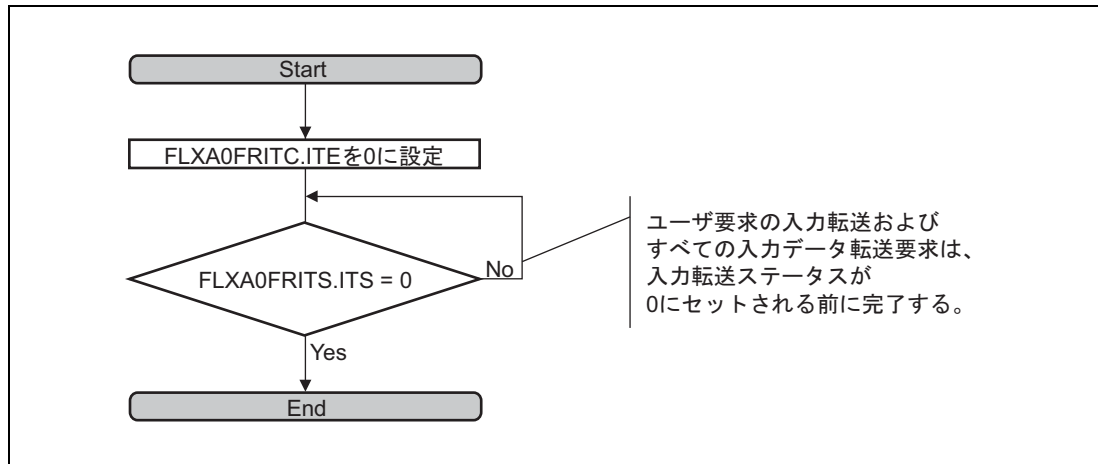 Start
FLXA0FRITC.ITEを0に設定
FLXA0FRITS.ITS = 0
No
ユーザ要求の入力転送および
すべての入力データ転送要求は、
入力転送ステータスが
0にセットされる前に完了する。
Yes
End